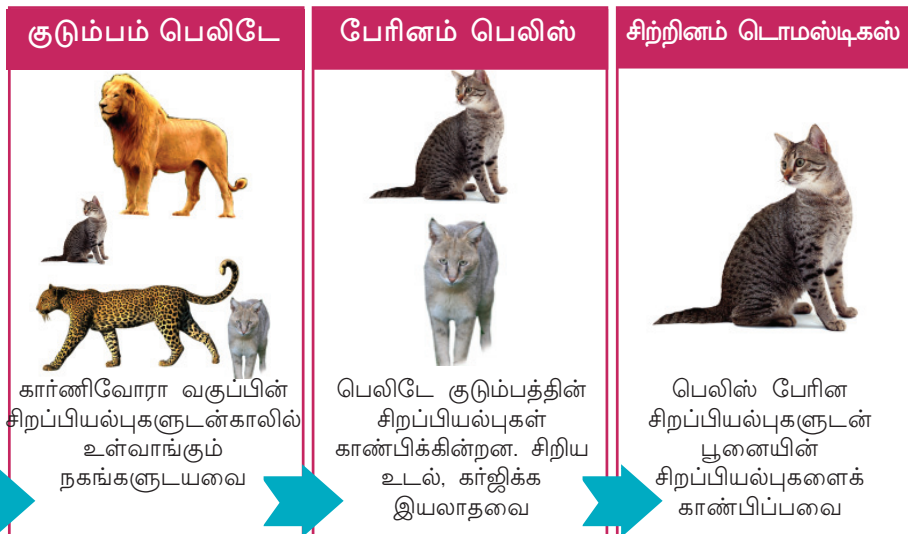 குடும்பம் பெலிடே
கார்ணிவோரா வகுப்பின்
சிறப்பியல்புகளுடன்காலில்
உள்வாங்கும்
நகங்களுடயவை
பேரினம் பெலிஸ்
பெலிடே குடும்பத்தின்
சிறப்பியல்புகள்
காண்பிக்கின்றன. சிறிய
உடல், கர்ஜிக்க
இயலாதவை
சிற்றினம் டொமஸ்டிகஸ்
பெலிஸ் பேரின
சிறப்பியல்புகளுடன்
பூனையின்
சிறப்பியல்புகளைக்
காண்பிப்பவை